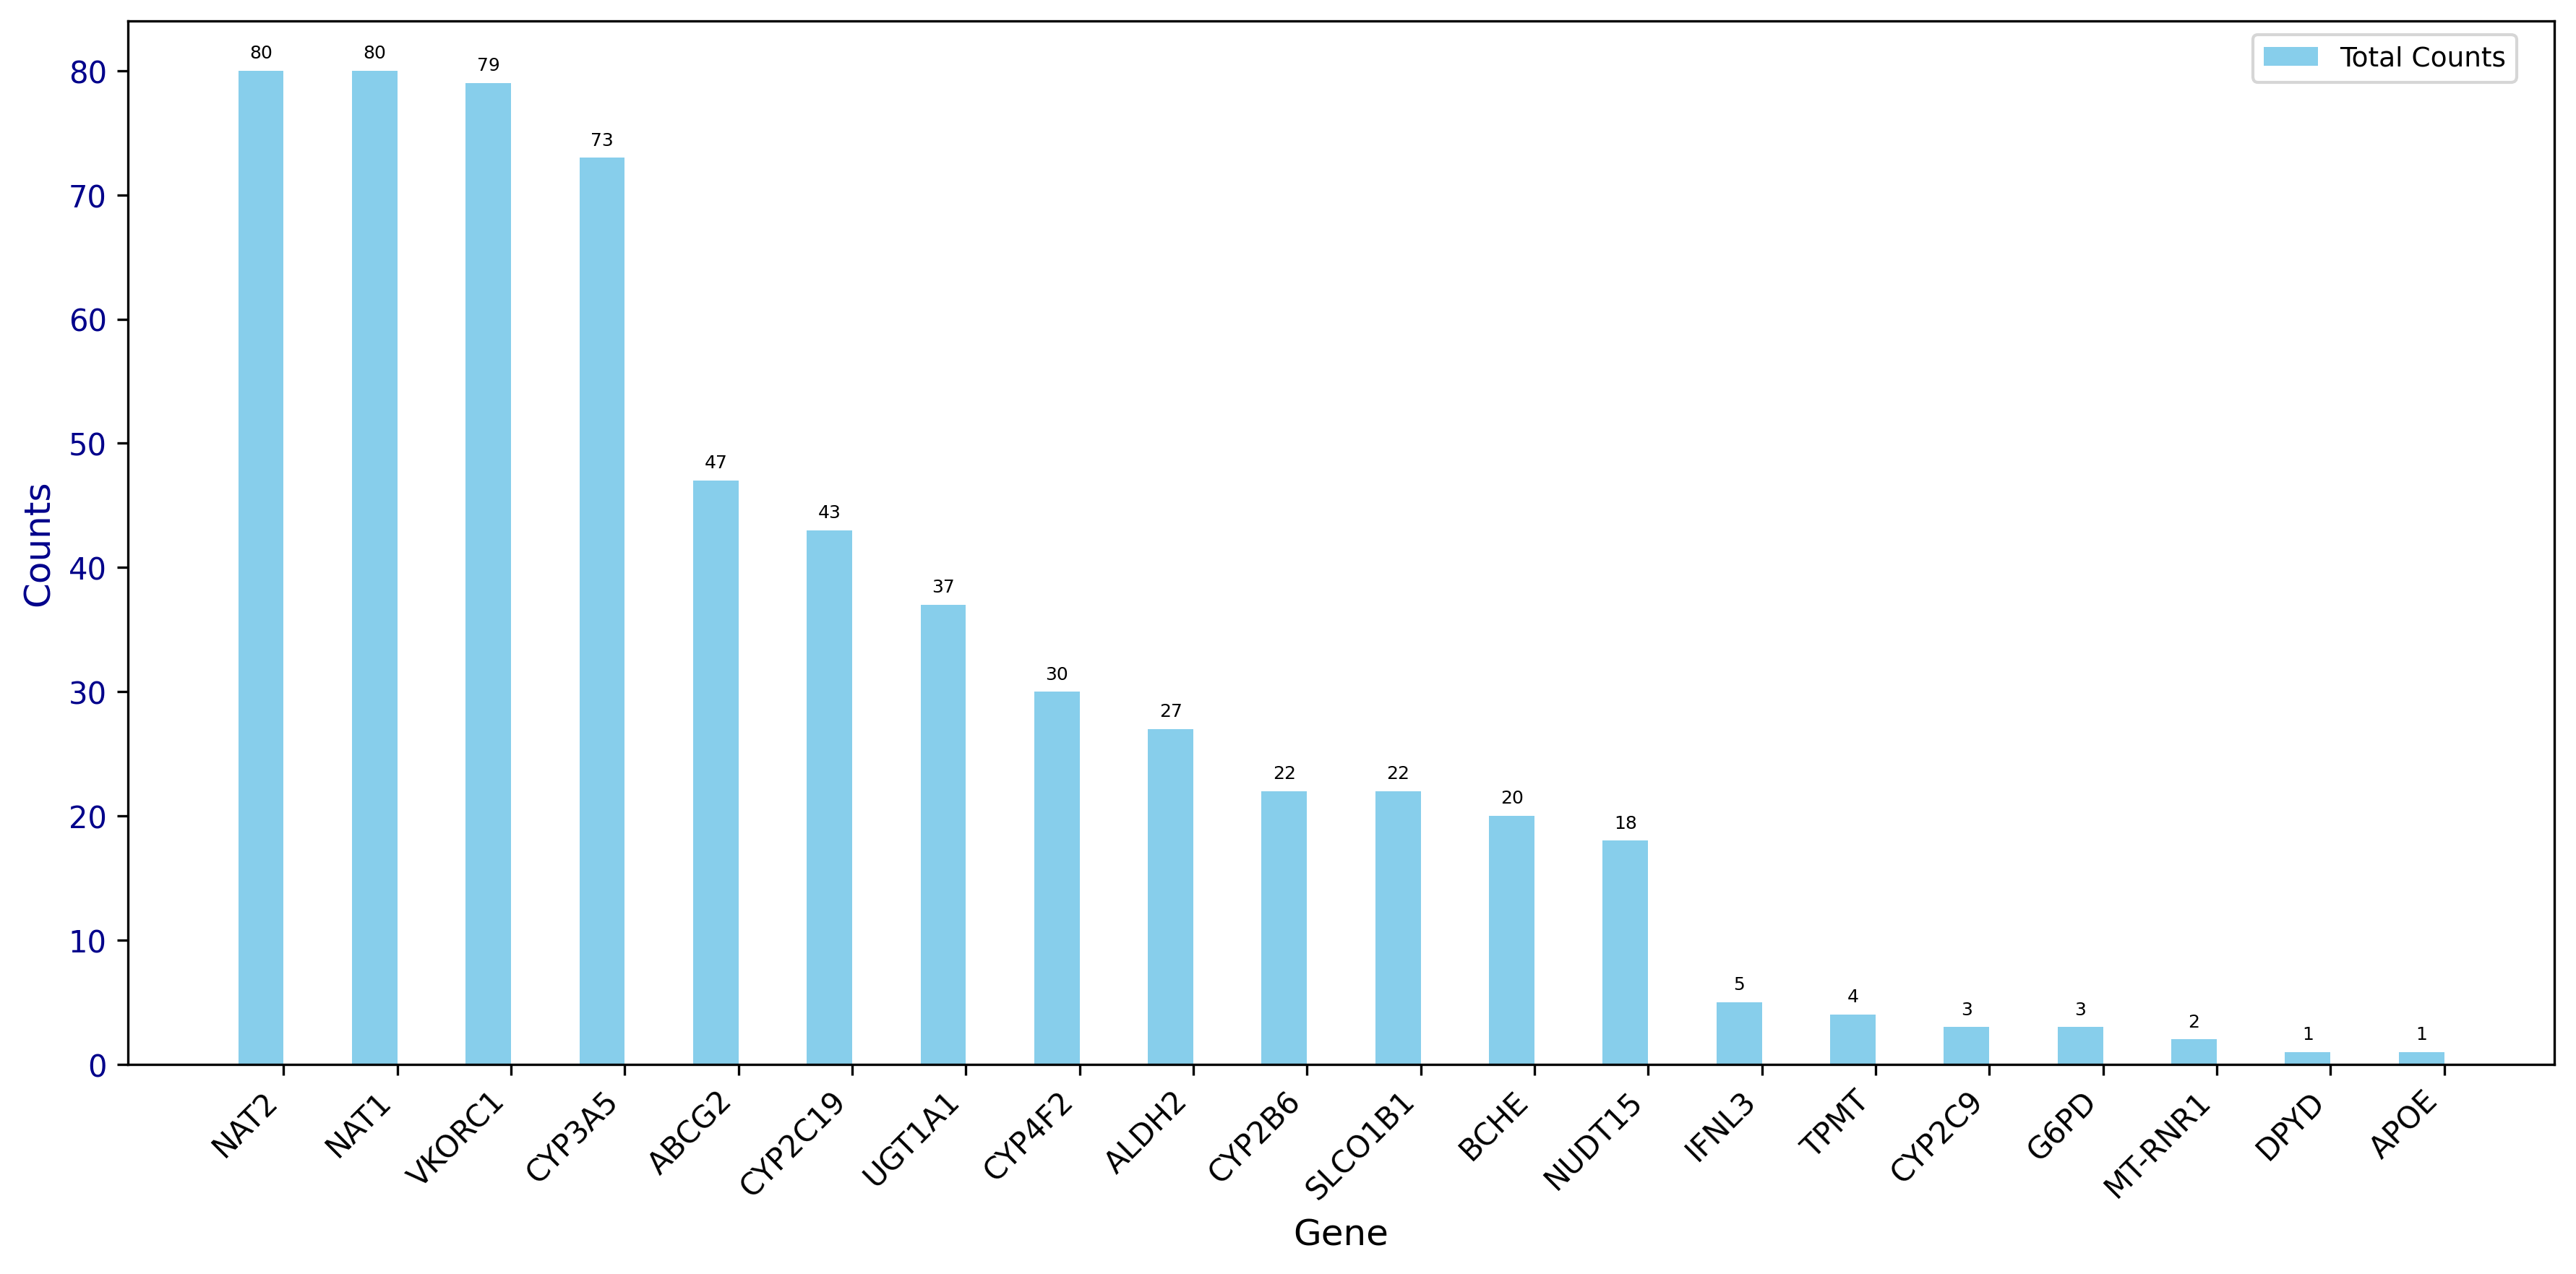 Total Counts
Counts
80
70
60
50
40
30
20
10
0
80
80
79
73
47
43
37
30
27
22
22
20
18
5
4
3
3
2
1
1
NAT2
NAT1
VKORC1
CYP3A5
ABCG2
CYP2C19
UGT1A1
CYP4F2
ALDH2
CYP2B6
SLCO1B1
BCHE
NUDT15
IFNL3
TPMT
CYP2C9
G6PD
MT-RNR1
DPYD
APOE
Gene